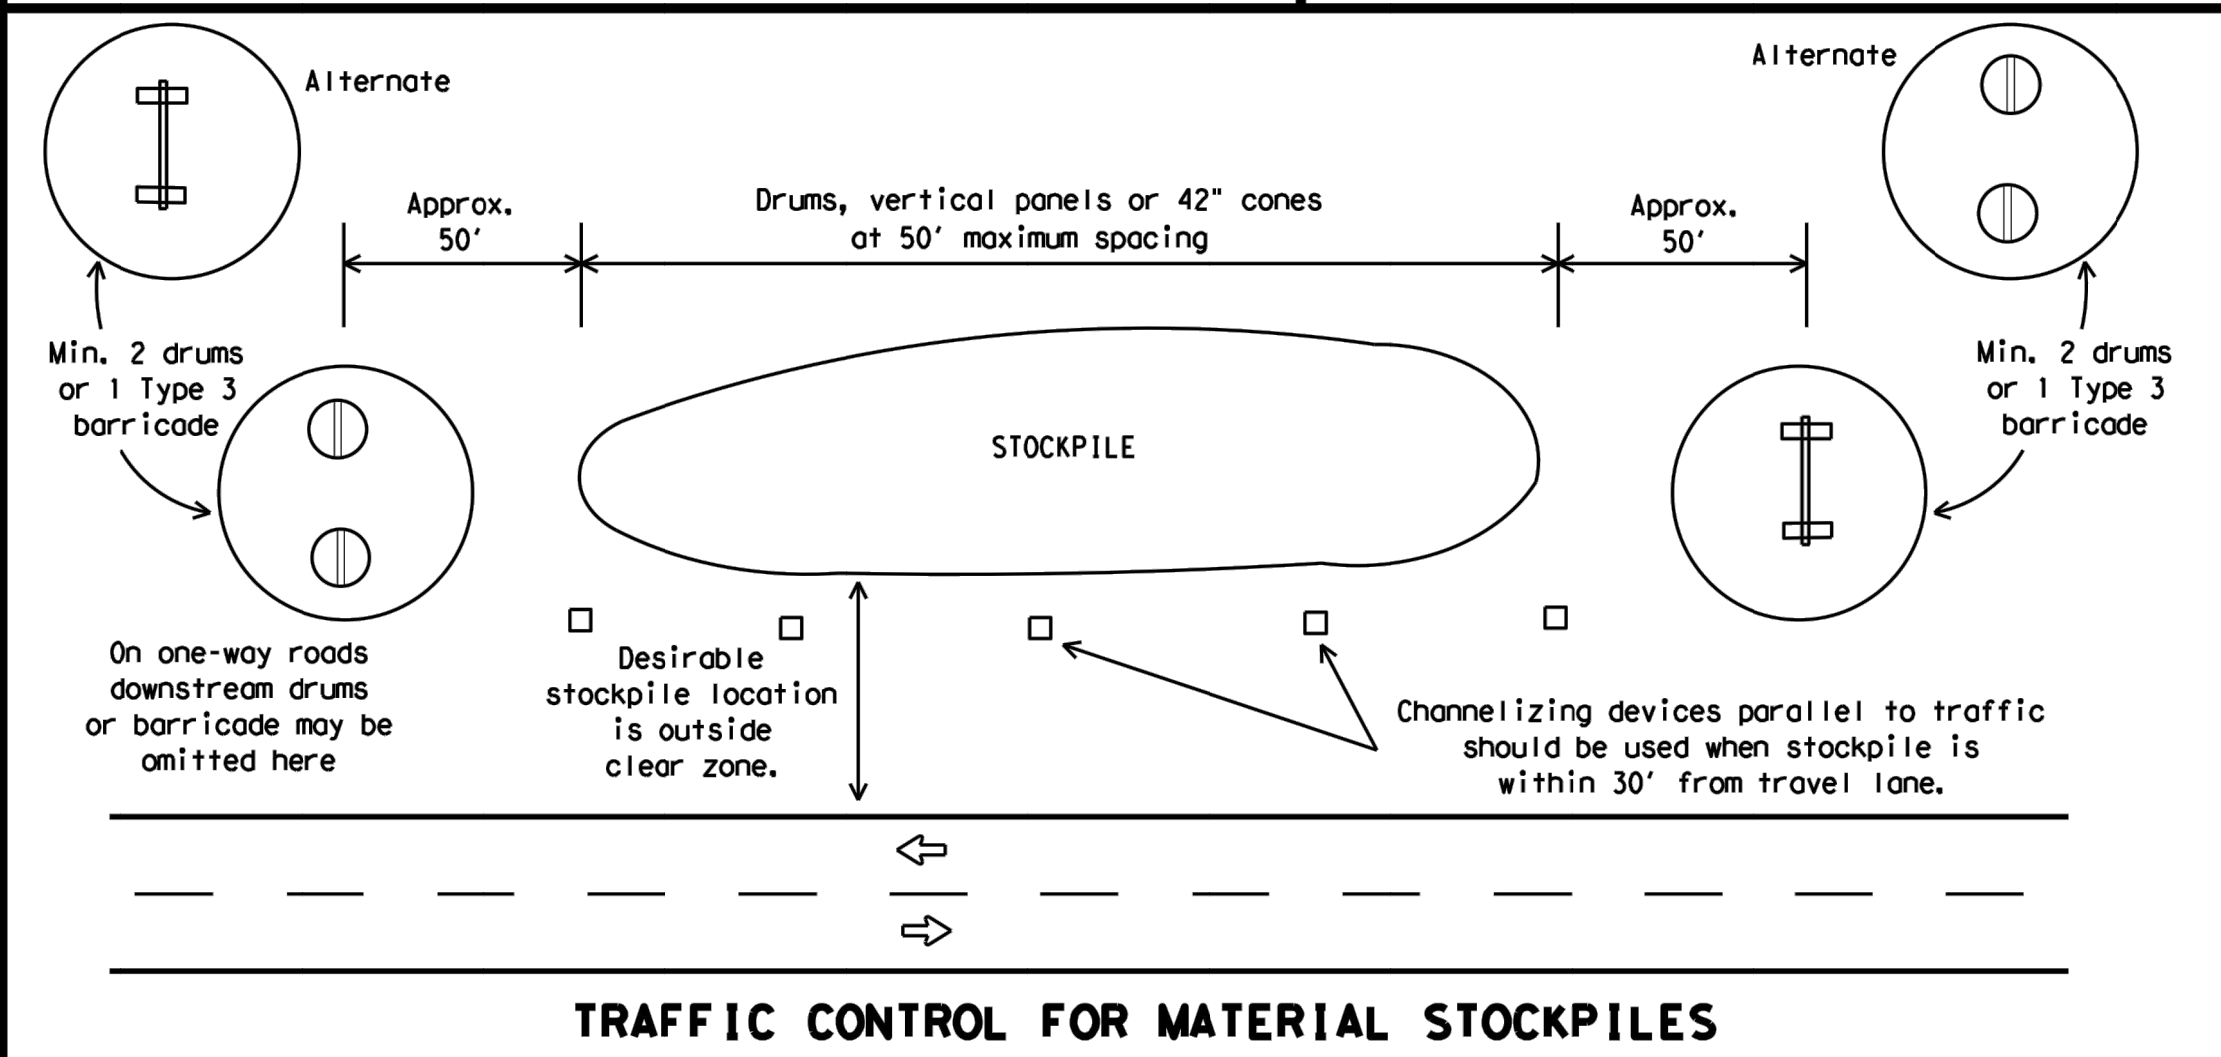 Alternate
Alternate
Approx.
50'
Drums, vertical panels or 42" cones
at 50' maximum spacing
Approx.
50'
Min. 2 drums
or 1 Type 3
barricade
STOCKPILE
Min. 2 drums
or 1 Type 3
barricade
On one-way roads
downstream drums
or barricade may be
omitted here
Desirable
stockpile location
is outside
clear zone.
Channelizing devices parallel to traffic
should be used when stockpile is
within 30' from travel lane.
TRAFFIC CONTROL FOR MATERIAL STOCKPILES